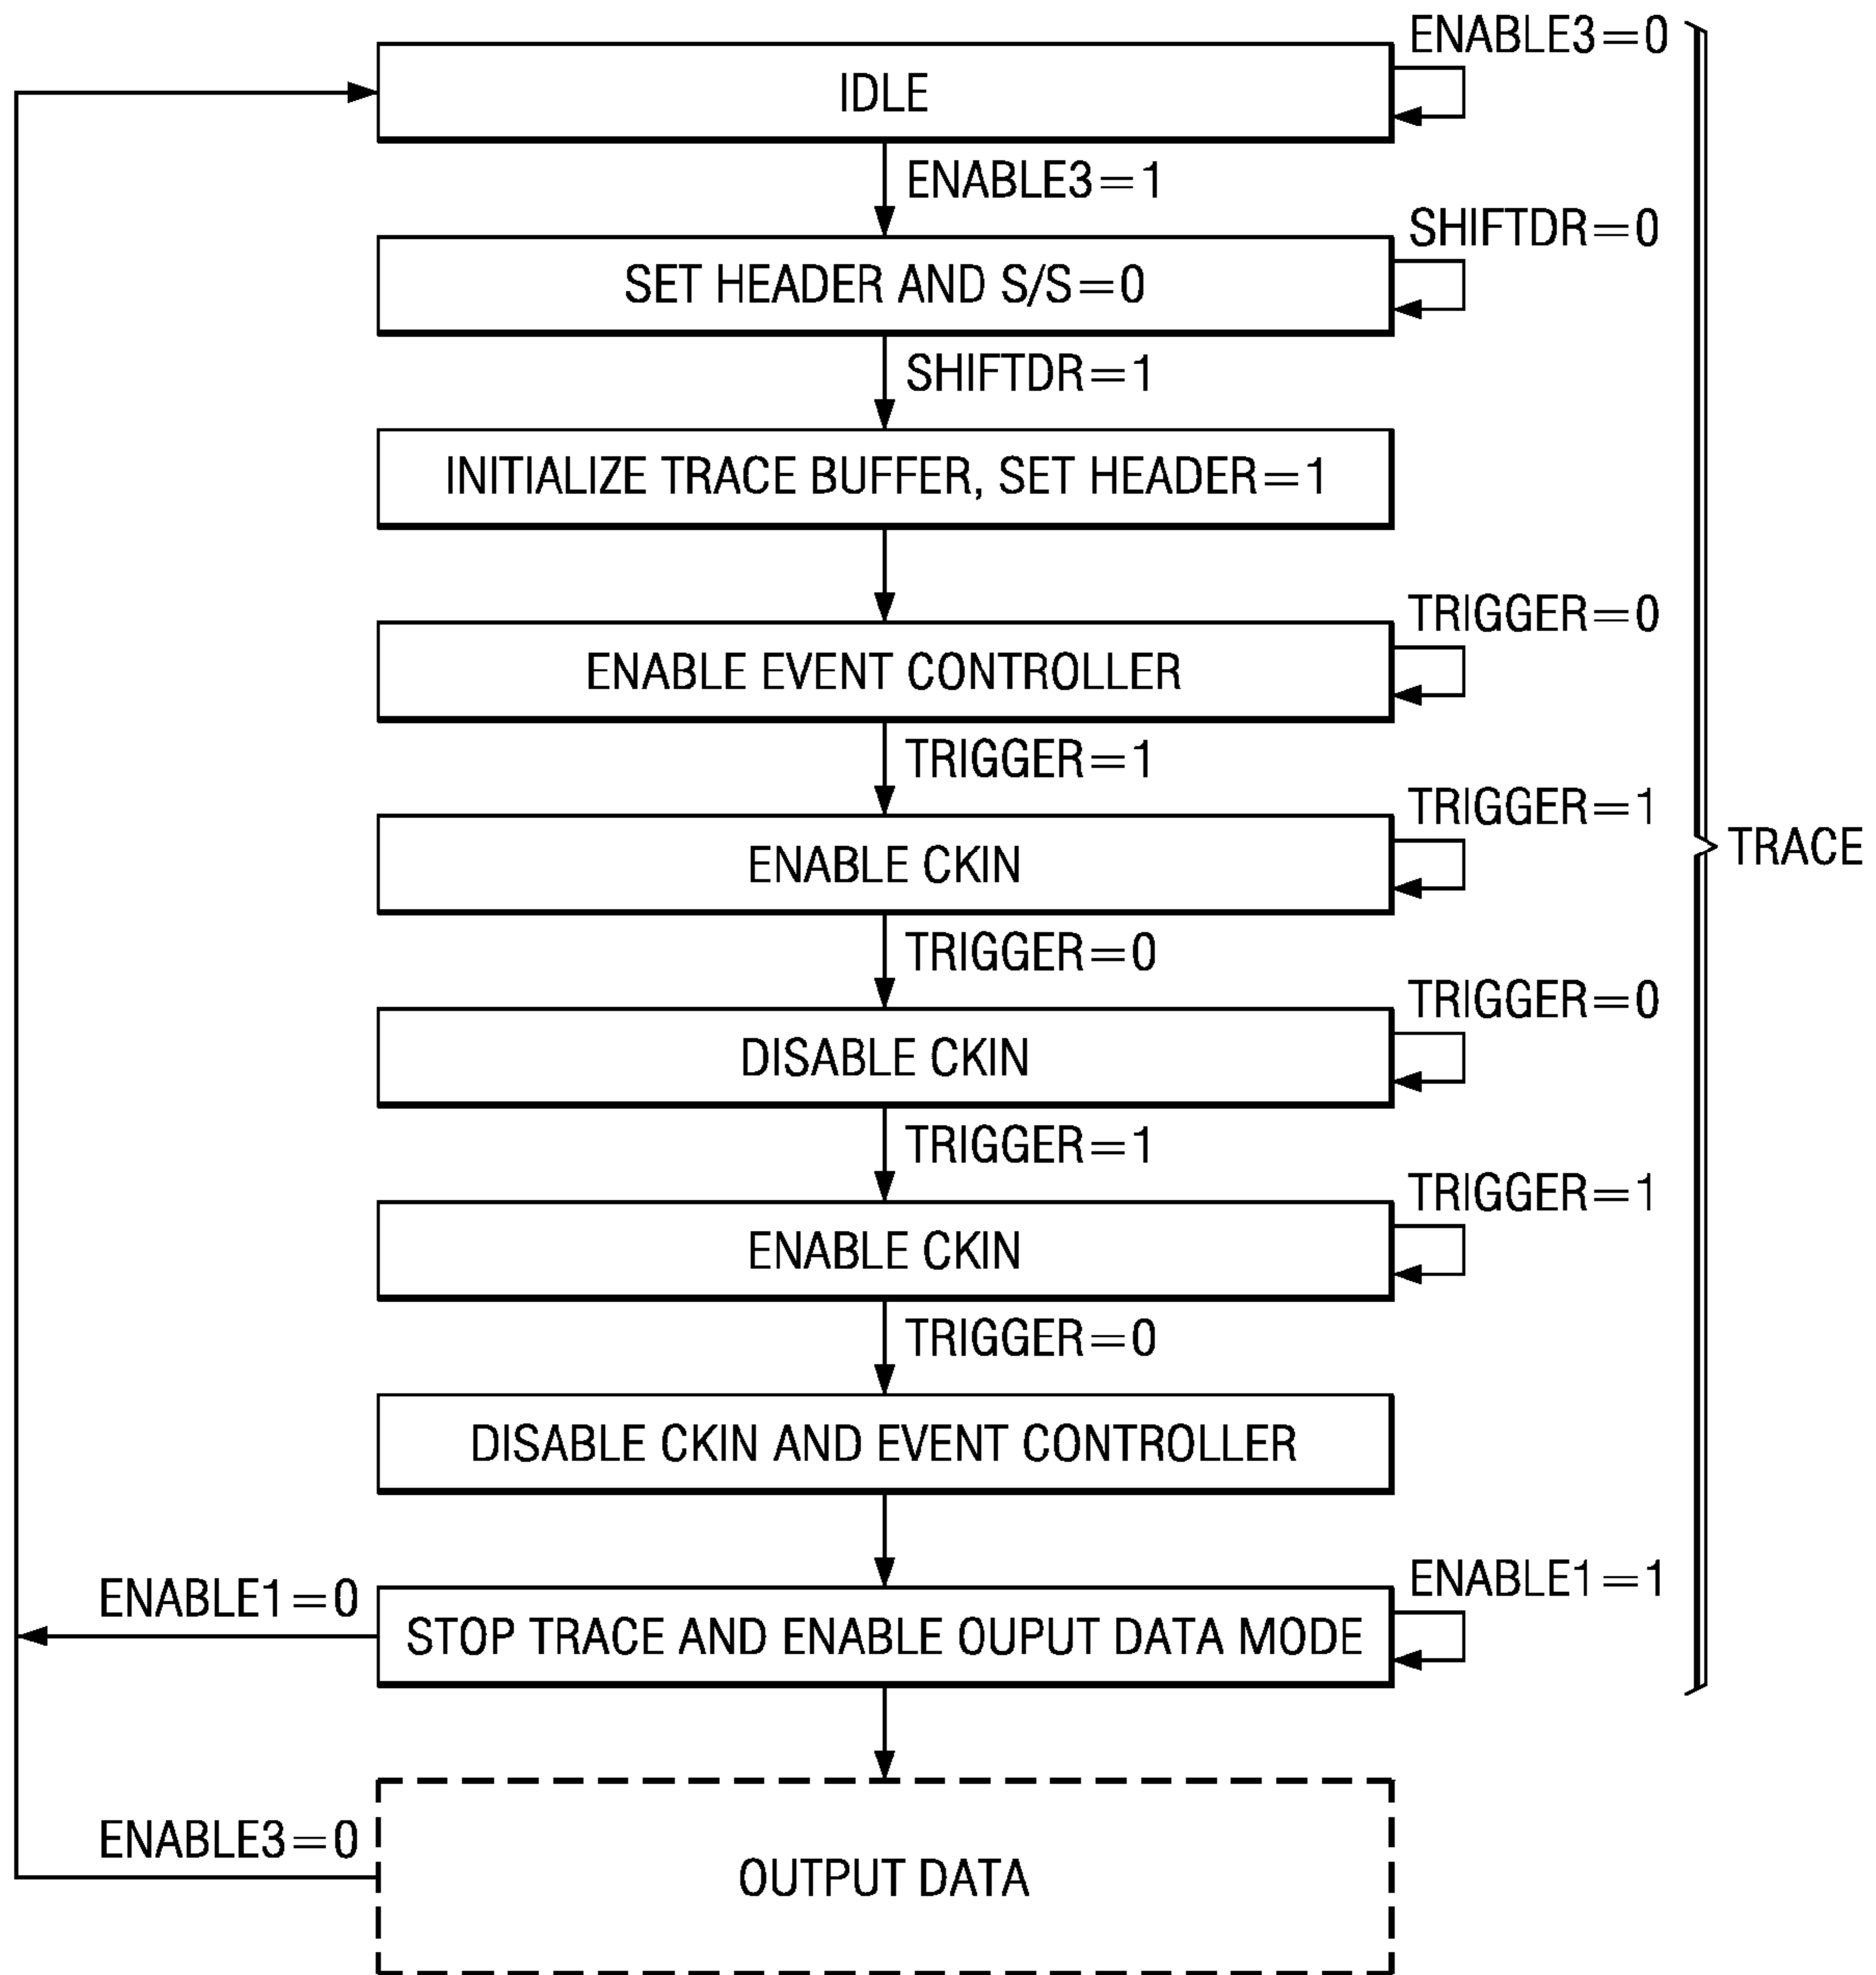 ENABLE3=0
IDLE
ENABLE3=1
SHIFTDR=0
SET HEADER AND S/S=0
SHIFTDR=1
INITIALIZE TRACE BUFFER, SET HEADER=1
TRIGGER=0
ENABLE EVENT CONTROLLER
TRIGGER=1
TRIGGER=1
TRACE
ENABLE CKIN
TRIGGER=0
TRIGGER=0
DISABLE CKIN
TRIGGER=1
TRIGGER=1
ENABLE CKIN
TRIGGER=0
DISABLE CKIN AND EVENT CONTROLLER
ENABLE1=1
ENABLE1=0
STOP TRACE AND ENABLE OUPUT DATA MODE
ENABLE3=0
OUTPUT DATA